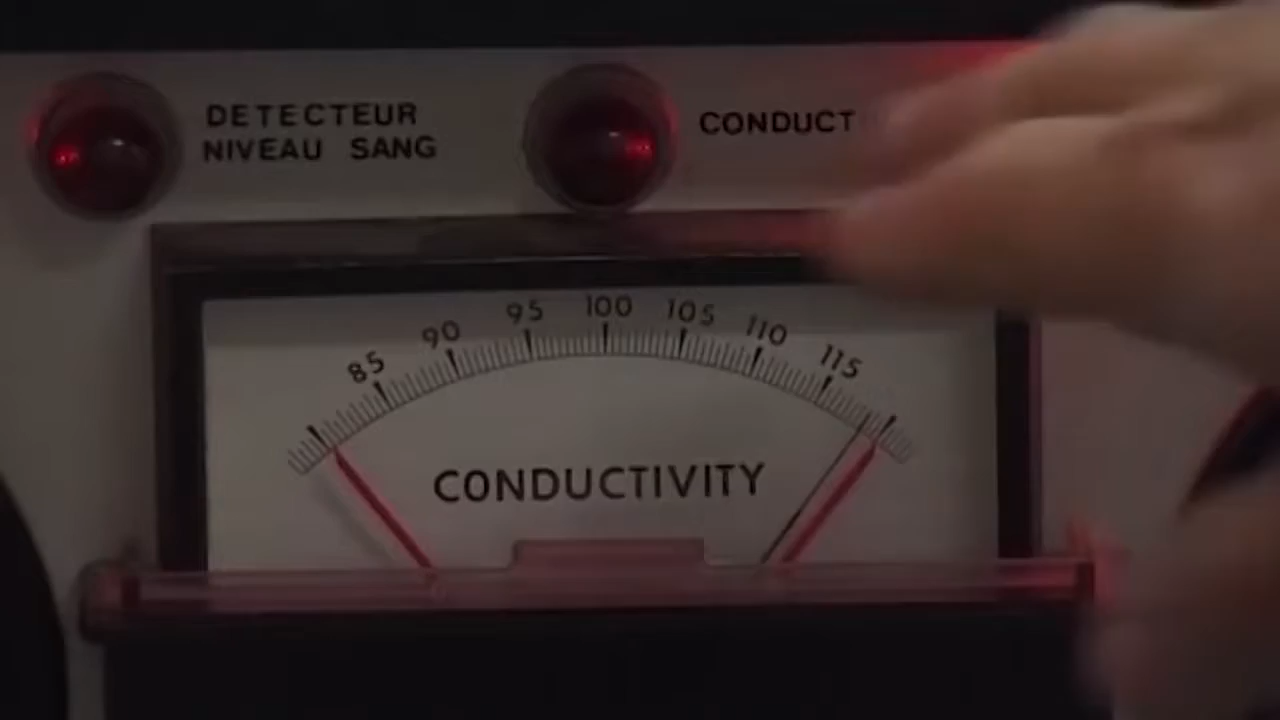 DETECTEUR
NIVEAU SANG
CONDUCT
85 90 95 100 105 110 115
CONDUCTIVITY